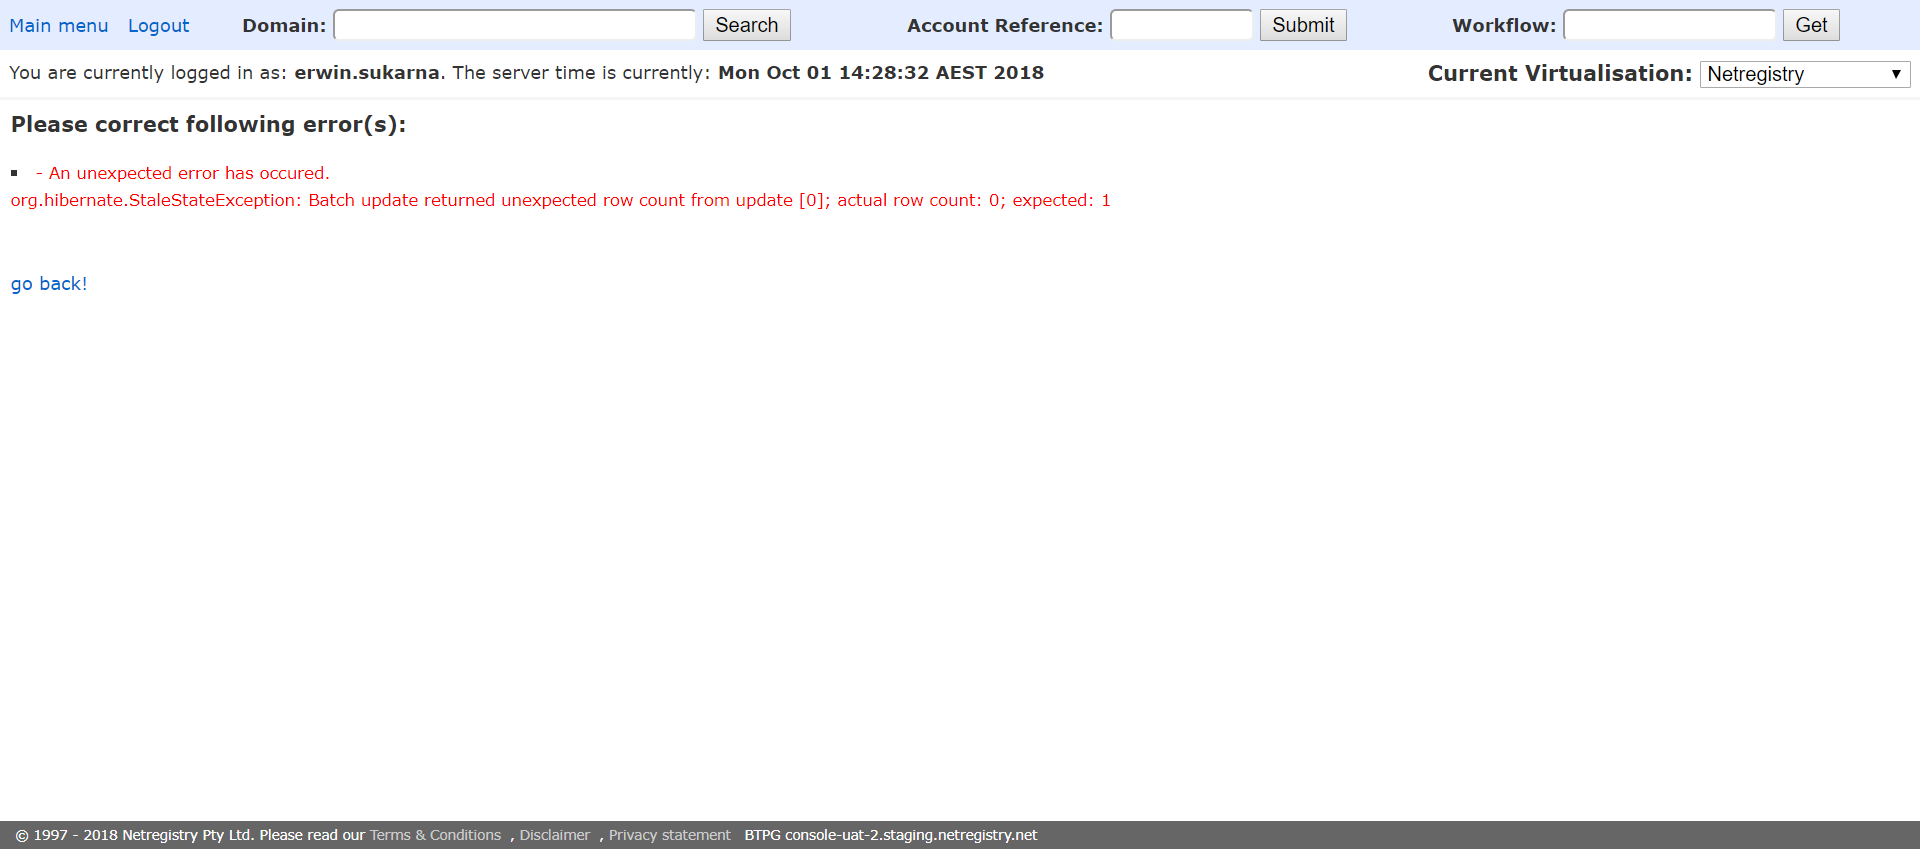 Main menu Logout Domain: Search Account Reference: Submit Workflow: Get
You are currently logged in as: erwin.sukarna. The server time is currently: Mon Oct 01 14:28:32 AEST 2018 Current Virtualisation: Netregistry
Please correct following error(s):
- An unexpected error has occured.
org.hibernate.StaleStateException: Batch update returned unexpected row count from update [0]; actual row count: 0; expected: 1
go back!
© 1997 - 2018 Netregistry Pty Ltd. Please read our Terms & Conditions , Disclaimer , Privacy statement BTPG console-uat-2.staging.netregistry.net